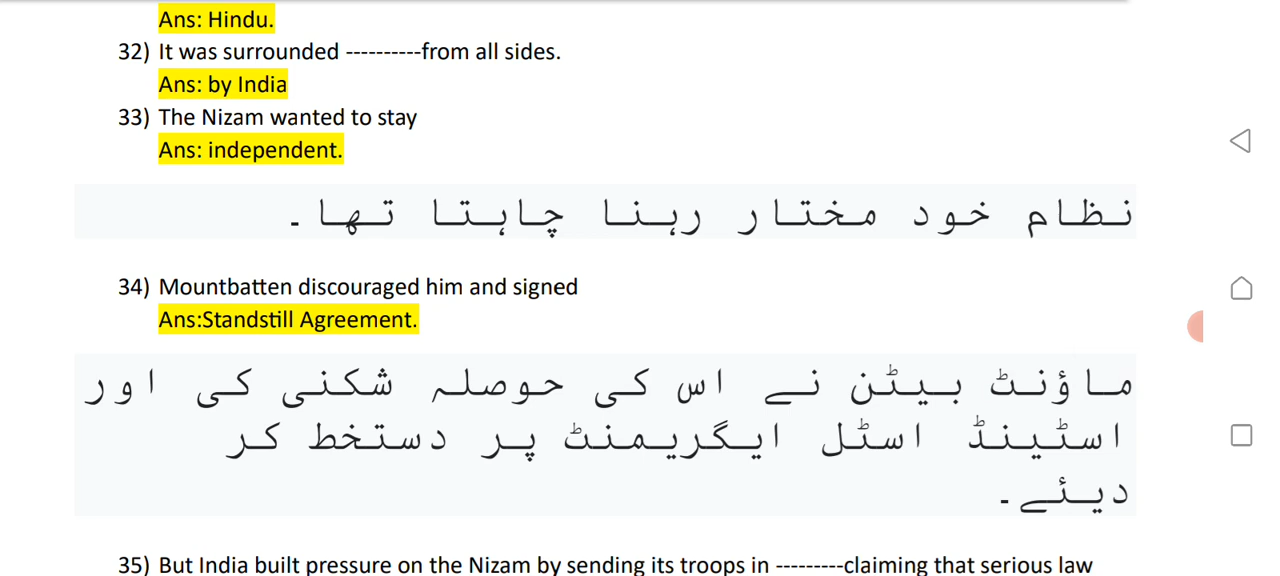 Ans: Hindu.
32) It was surrounded ----------from all sides.
Ans: by India
33) The Nizam wanted to stay
Ans: independent.
نظام خود مختار رہنا چاہتا تھا۔
34) Mountbatten discouraged him and signed
Ans:Standstill Agreement.
ماؤنٹ بیٹن نے اس کی حوصلہ شکنی کی اور
اسٹینڈ اسٹل ایگریمنٹ پر دستخط کر
دیئے۔
35) But India built pressure on the Nizam by sending its troops in ---------claiming that serious law